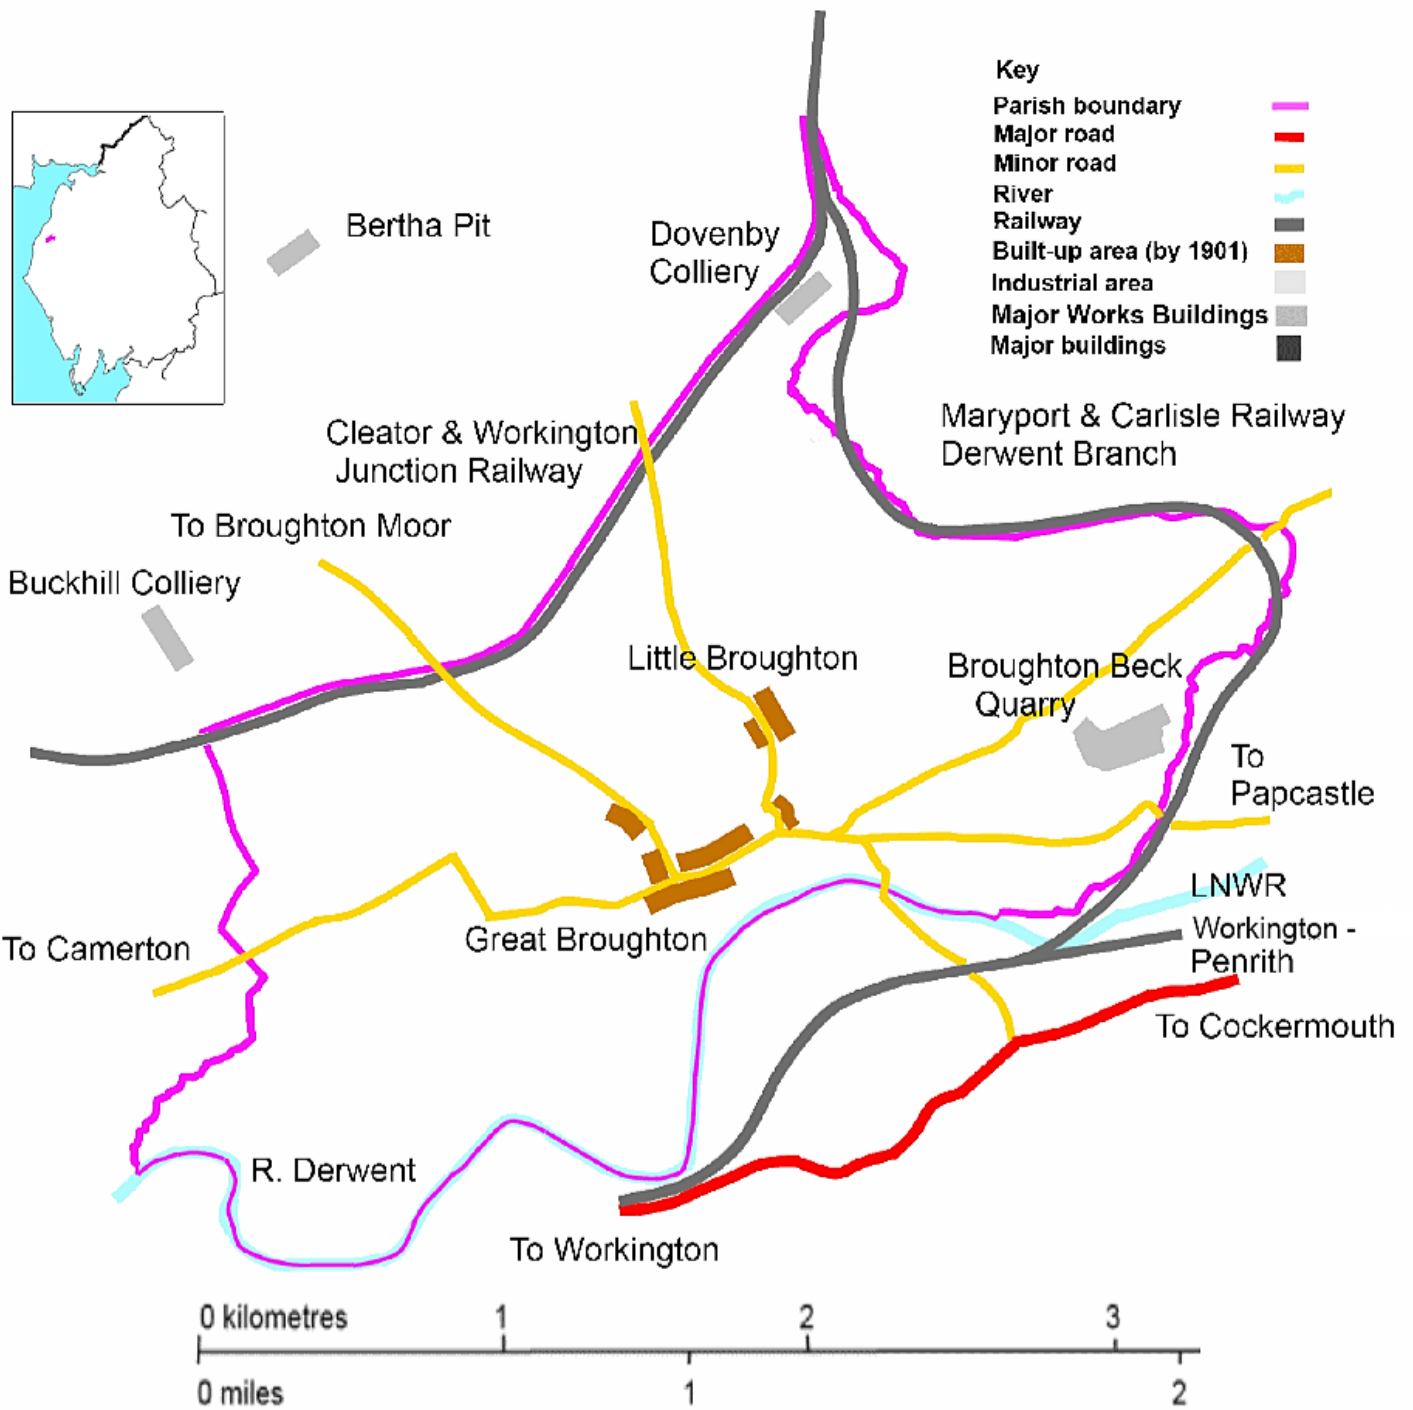 Key
Parish boundary
Major road
Minor road
River
Railway
Built-up area (by 1901)
Industrial area
Major Works Buildings
Major buildings
Bertha Pit
Dovenby
Colliery
Maryport & Carlisle Railway
Derwent Branch
Cleator & Workington
Junction Railway
To Broughton Moor
Buckhill Colliery
Little Broughton
Broughton Beck
Quarry
To
Papcastle
LNWR
Workington -
Penrith
Great Broughton
To Camerton
To Cockermouth
R. Derwent
To Workington
0 kilometres 1 2 3
0 miles 1 2